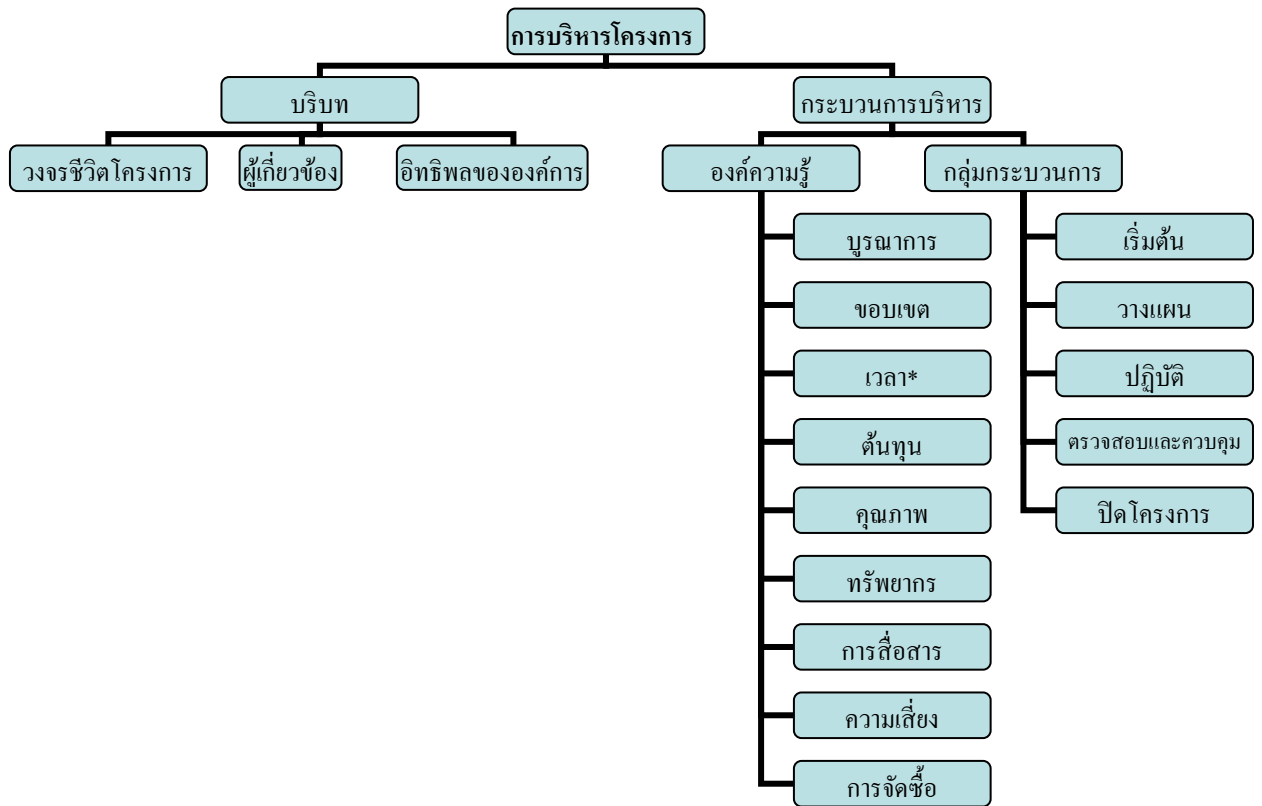 การบริหารโครงการ
บริบท
กระบวนการบริหาร
วงจรชีวิตโครงการ
ผู้เกี่ยวข้อง
อิทธิพลขององค์การ
องค์ความรู้
กลุ่มกระบวนการ
บูรณาการ
เริ่มต้น
ขอบเขต
วางแผน
เวลา*
ปฏิบัติ
ต้นทุน
ตรวจสอบและควบคุม
คุณภาพ
ปิดโครงการ
ทรัพยากร
การสื่อสาร
ความเสี่ยง
การจัดซื้อ